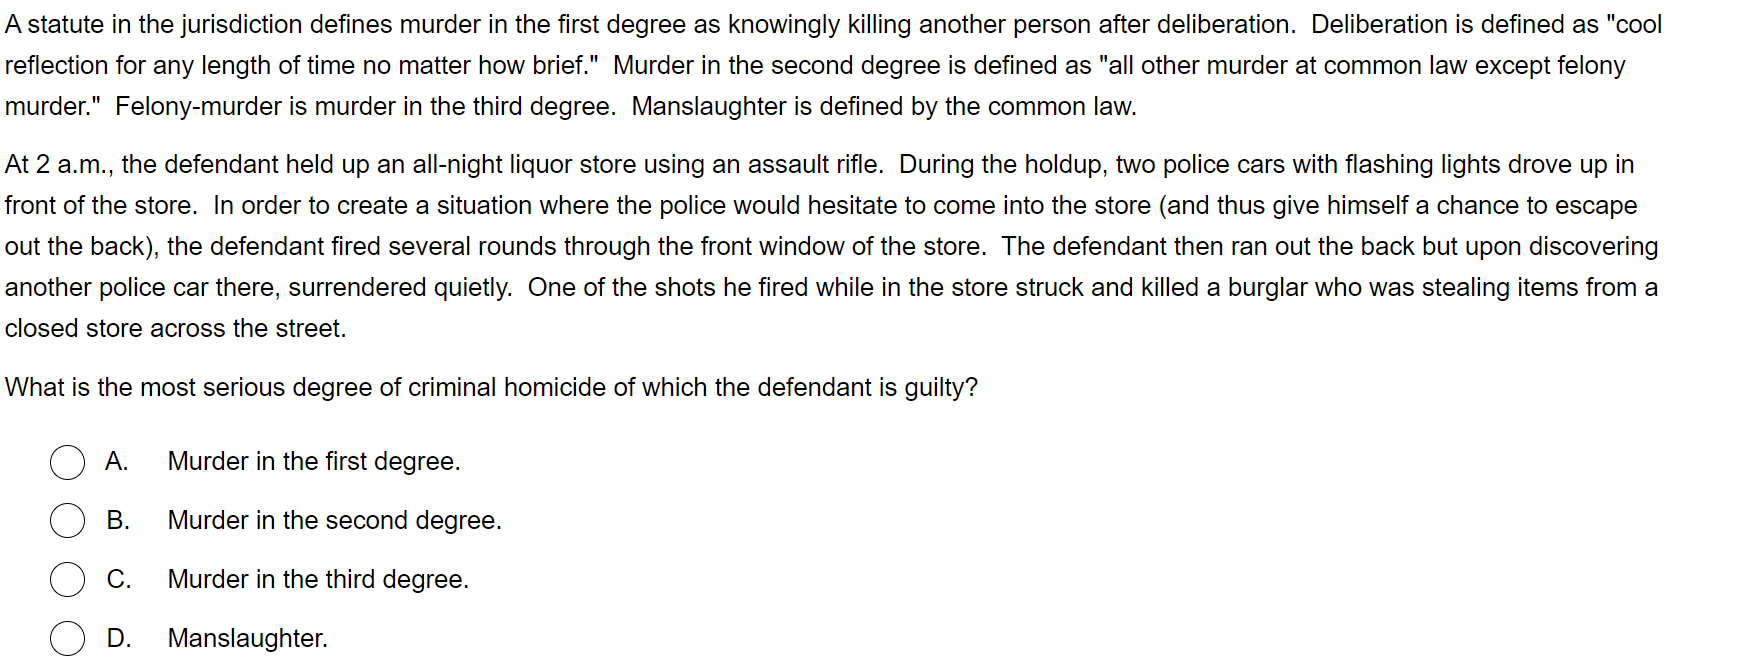 A statute in the jurisdiction defines murder in the first degree as knowingly killing another person after deliberation.  Deliberation is defined as "cool
reflection for any length of time no matter how brief."  Murder in the second degree is defined as "all other murder at common law except felony
murder."  Felony-murder is murder in the third degree.  Manslaughter is defined by the common law.
At 2 a.m., the defendant held up an all-night liquor store using an assault rifle.  During the holdup, two police cars with flashing lights drove up in
front of the store.  In order to create a situation where the police would hesitate to come into the store (and thus give himself a chance to escape
out the back), the defendant fired several rounds through the front window of the store.  The defendant then ran out the back but upon discovering
another police car there, surrendered quietly.  One of the shots he fired while in the store struck and killed a burglar who was stealing items from a
closed store across the street.
What is the most serious degree of criminal homicide of which the defendant is guilty?
A. Murder in the first degree.
B. Murder in the second degree.
C. Murder in the third degree.
D. Manslaughter.